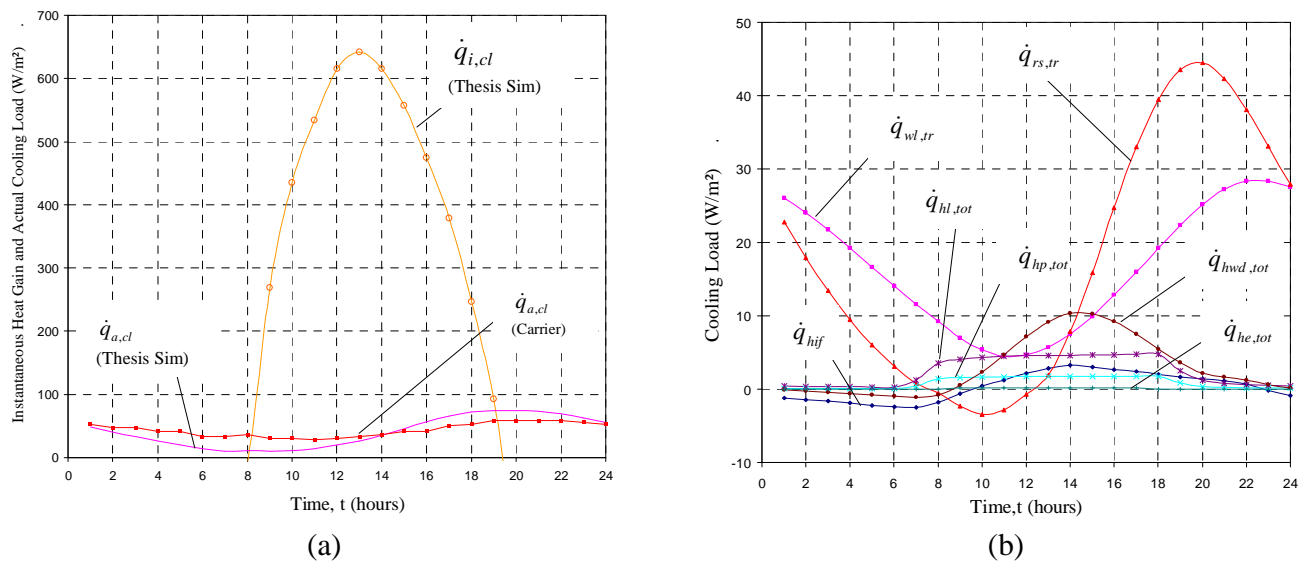 Instantaneous Heat Gain and Actual Cooling Load (W/m²)
700
600
500
400
300
200
100
0
q̇i,cl
(Thesis Sim)
q̇a,cl
(Thesis Sim)
q̇a,cl
(Carrier)
0 2 4 6 8 10 12 14 16 18 20 22 24
Time, t (hours)
(a)
Cooling Load (W/m²)
50
40
30
20
10
0
-10
q̇rs,tr
q̇wl,tr
q̇hl,tot
q̇hp,tot
q̇hwd,tot
q̇hif
q̇he,tot
0 2 4 6 8 10 12 14 16 18 20 22 24
Time,t (hours)
(b)